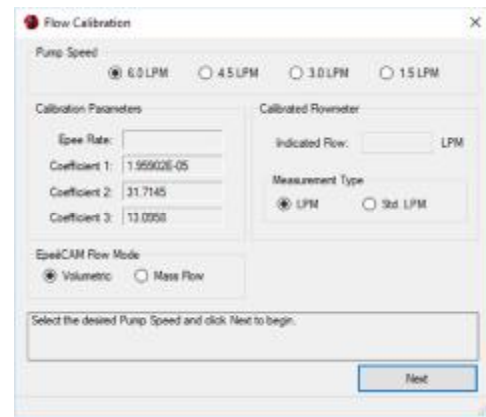 Flow Calibration
Pump Speed
6.0 LPM 4.5 LPM 3.0 LPM 1.5 LPM
Calibration Parameters
Epee Rate:
Coefficient 1: 1.95902E-05
Coefficient 2: 31.7145
Coefficient 3: 13.0958
Calibrated Flowmeter
Indicated Flow: LPM
Measurement Type
LPM Std. LPM
EpeeCAM Flow Mode
Volumetric Mass Flow
Select the desired Pump Speed and click Next to begin.
Next